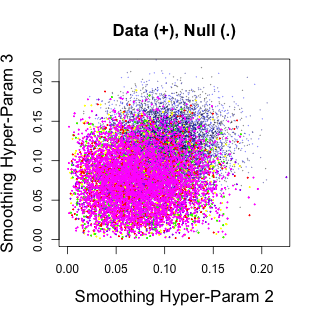 Data (+), Null (.)
Smoothing Hyper-Param 3
0.20
0.15
0.10
0.05
0.00
0.00 0.05 0.10 0.15 0.20
Smoothing Hyper-Param 2